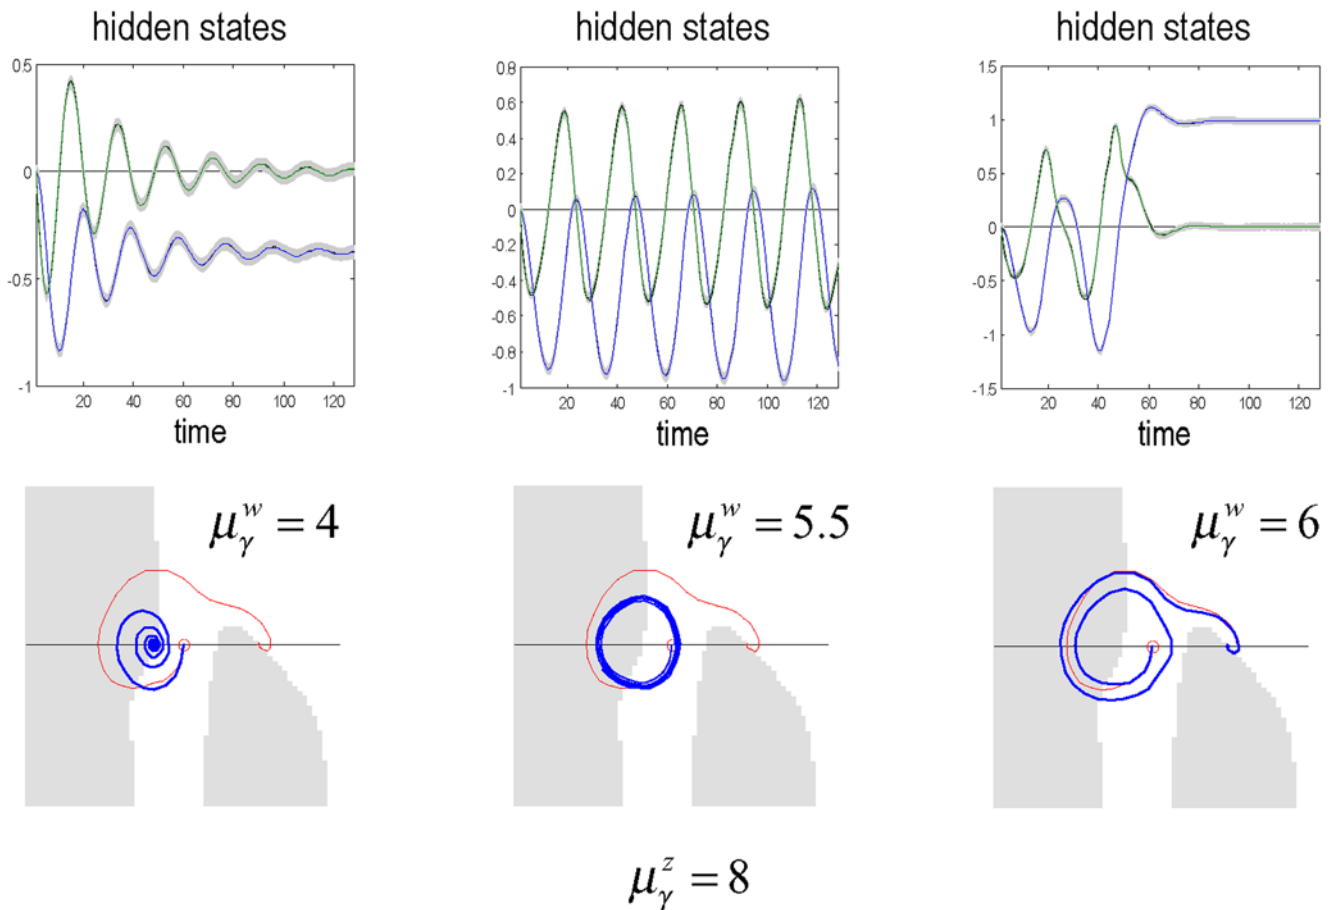 hidden states hidden states hidden states
0.5 0.8 1.5
0.6
0.4 1
0.2 0.5
0 0 0
-0.2
-0.4 -0.5
-0.5 -0.6 -1
-0.8
-1 -1 -1.5
20 40 60 80 100 120 20 40 60 80 100 120 20 40 60 80 100 120
time time time
μ_γ^w = 4 μ_γ^w = 5.5 μ_γ^w = 6
μ_γ^z = 8